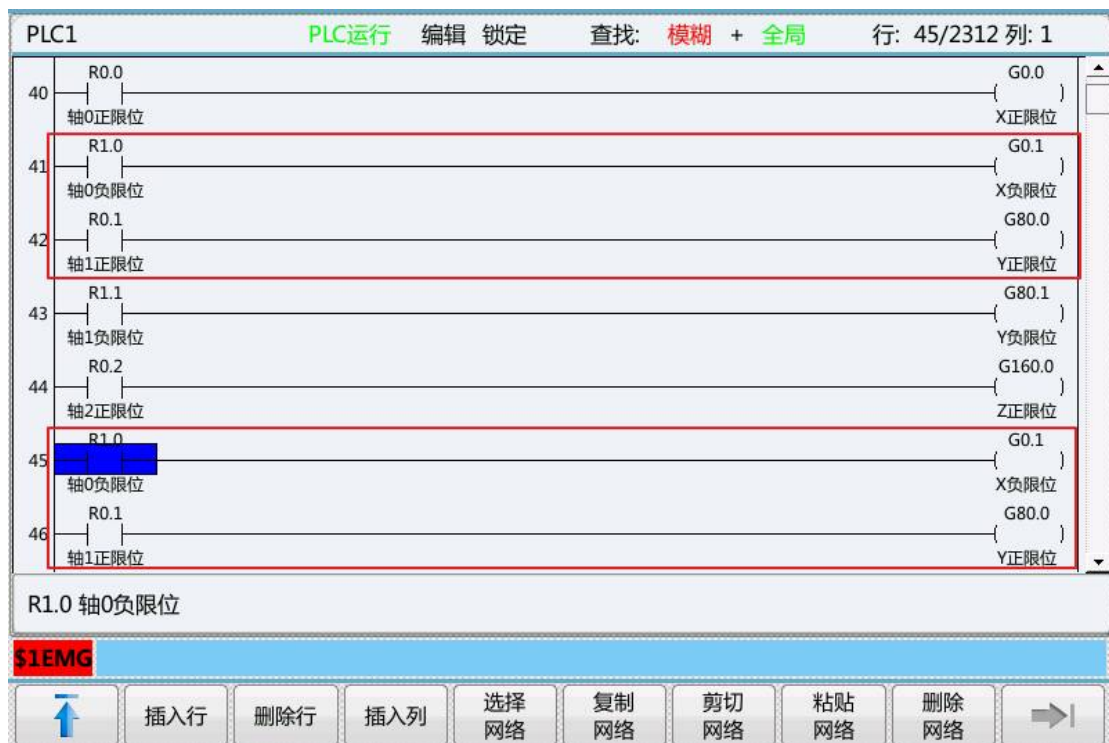 PLC1 PLC运行 编辑 锁定 查找: 模糊 + 全局 行: 45/2312 列: 1
R0.0 G0.0
40
轴0正限位 X正限位
R1.0 G0.1
41
轴0负限位 X负限位
R0.1 G80.0
42
轴1正限位 Y正限位
R1.1 G80.1
43
轴1负限位 Y负限位
R0.2 G160.0
44
轴2正限位 Z正限位
R1.0 G0.1
45
轴0负限位 X负限位
R0.1 G80.0
46
轴1正限位 Y正限位
R1.0 轴0负限位
$1EMG
插入行 删除行 插入列 选择网络 复制网络 剪切网络 粘贴网络 删除网络